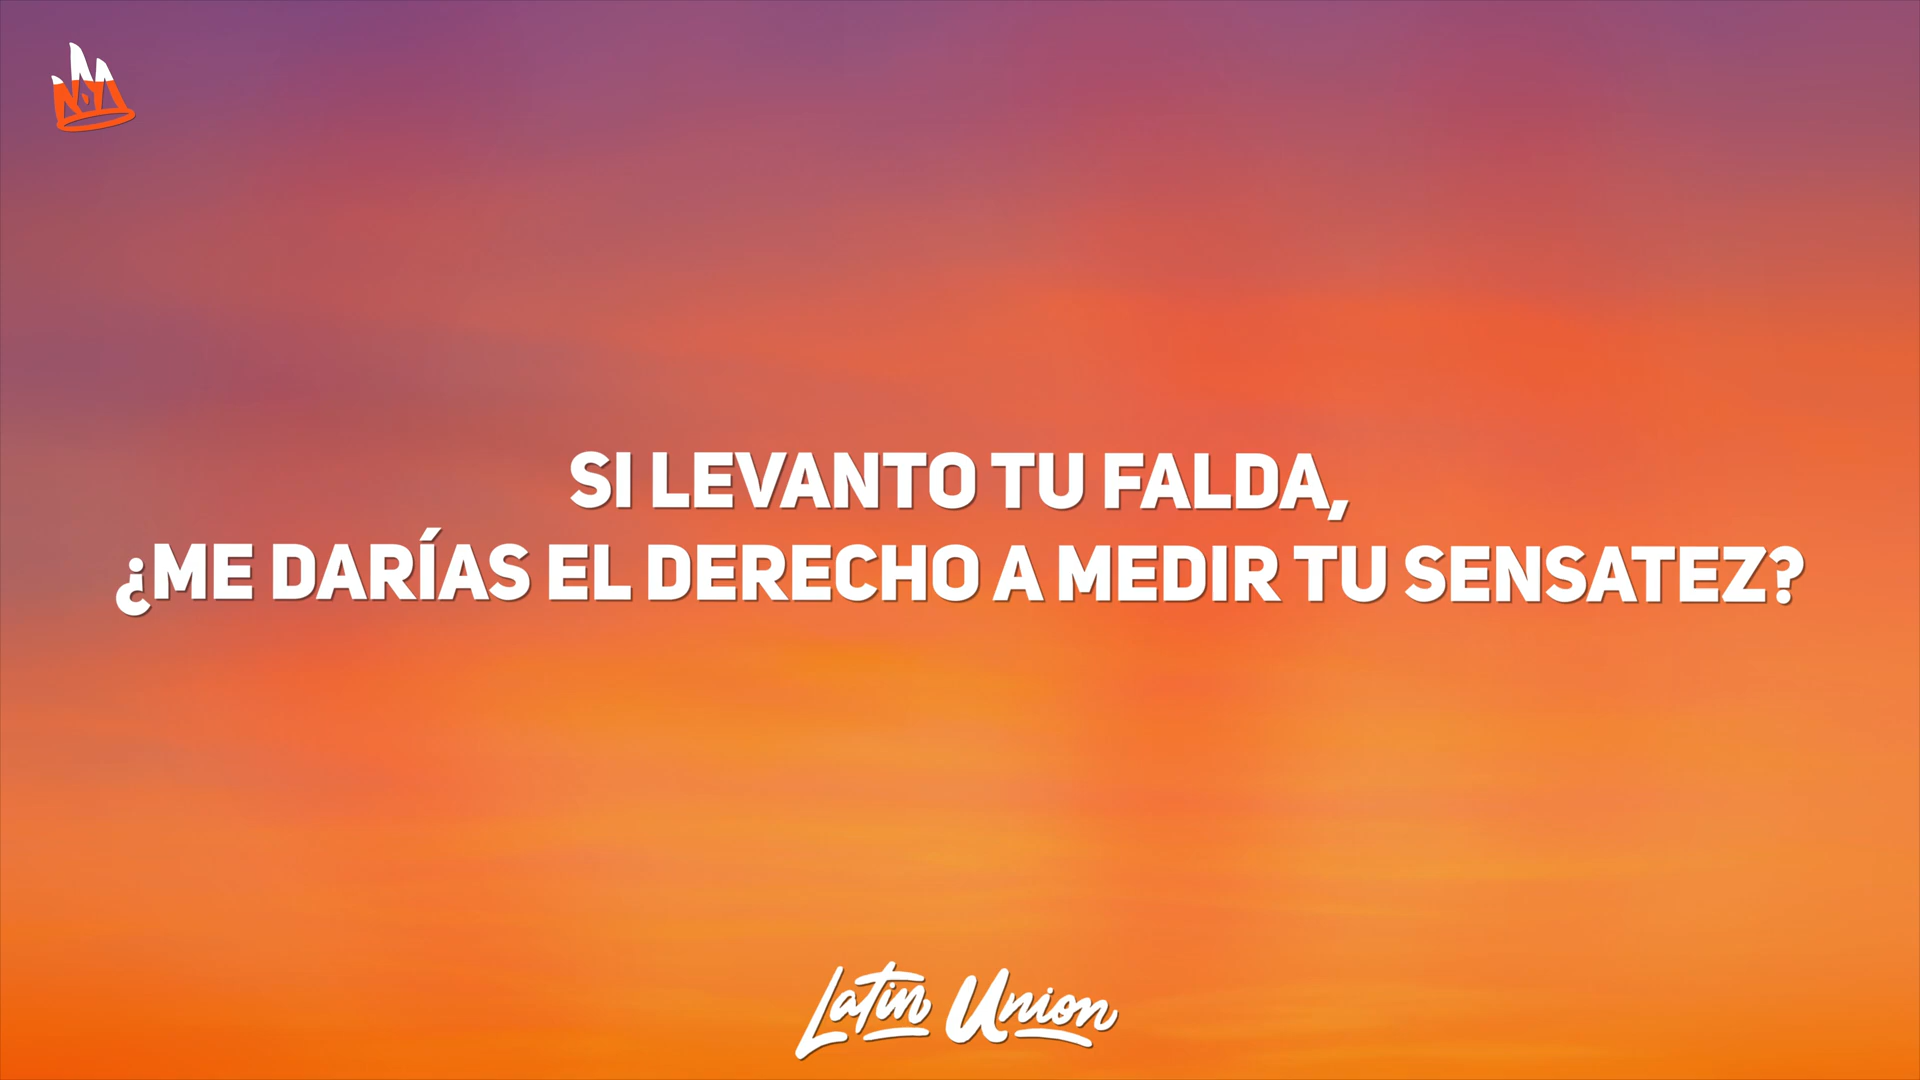 SI LEVANTO TU FALDA,
¿ME DARÍAS EL DERECHO A MEDIR TU SENSATEZ?
Latin Union